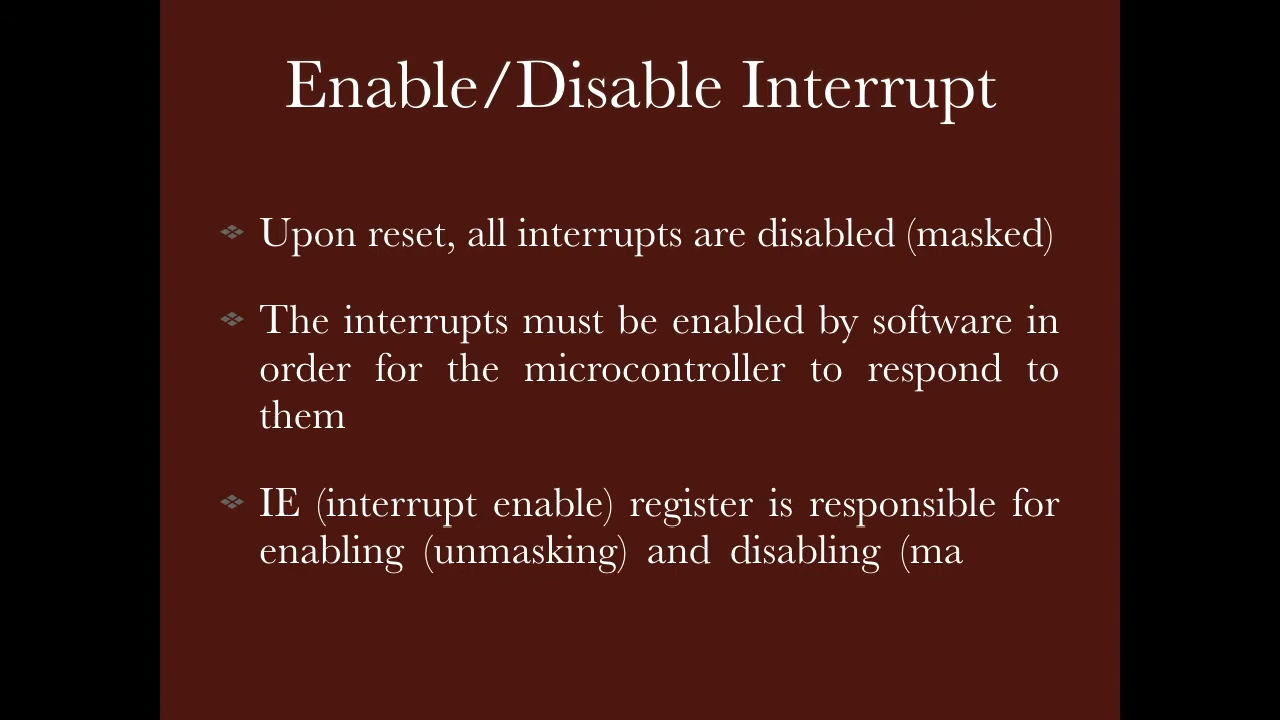 Enable/Disable Interrupt
Upon reset, all interrupts are disabled (masked)
The interrupts must be enabled by software in
order for the microcontroller to respond to
them
IE (interrupt enable) register is responsible for
enabling (unmasking) and disabling (ma